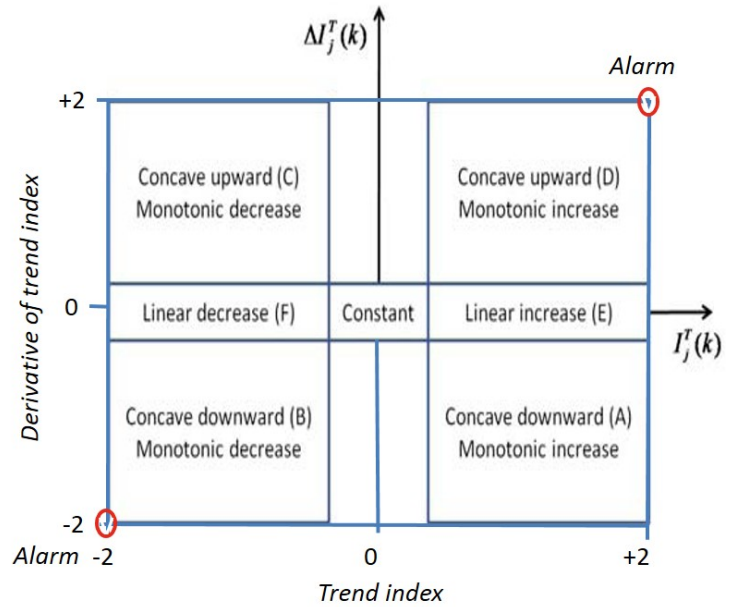 ΔI_j^T(k)
Alarm
+2
Concave upward (C)
Monotonic decrease
Concave upward (D)
Monotonic increase
Derivative of trend index
0
Linear decrease (F)
Constant
Linear increase (E)
I_j^T(k)
Concave downward (B)
Monotonic decrease
Concave downward (A)
Monotonic increase
-2
Alarm
-2
0
+2
Trend index